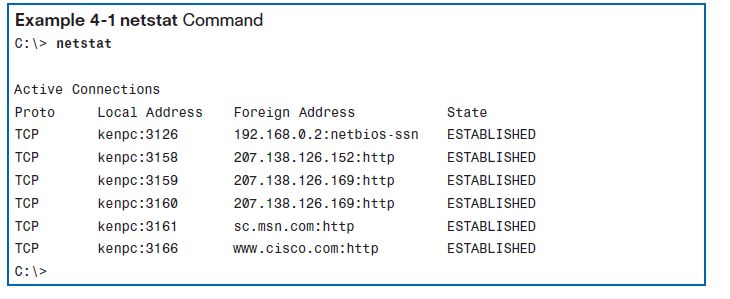 Example 4-1 netstat Command
C:\> netstat
Active Connections
Proto Local Address Foreign Address State
TCP kenpc:3126 192.168.0.2:netbios-ssn ESTABLISHED
TCP kenpc:3158 207.138.126.152:http ESTABLISHED
TCP kenpc:3159 207.138.126.169:http ESTABLISHED
TCP kenpc:3160 207.138.126.169:http ESTABLISHED
TCP kenpc:3161 sc.msn.com:http ESTABLISHED
TCP kenpc:3166 www.cisco.com:http ESTABLISHED
C:\>